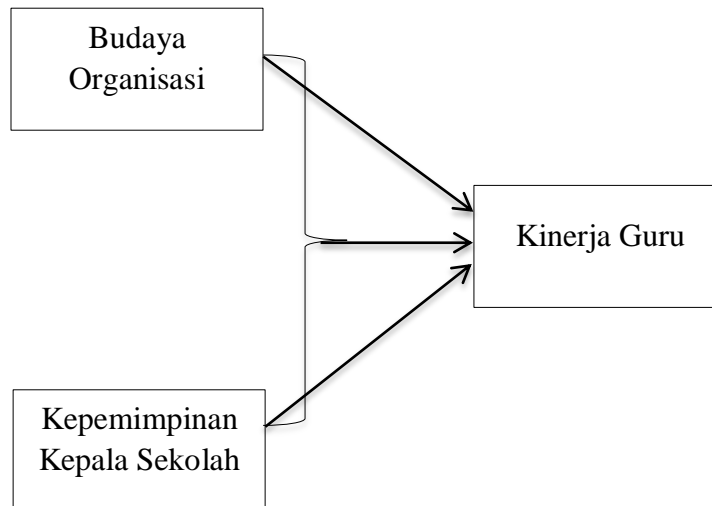 Budaya
Organisasi
Kinerja Guru
Kepemimpinan
Kepala Sekolah